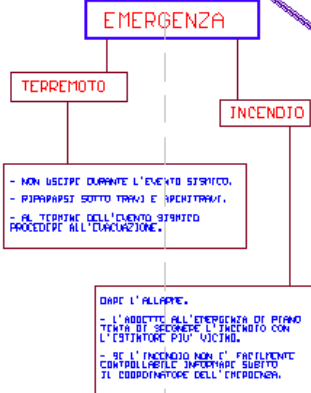 EMERGENZA
TERREMOTO
INCENDIO
- NON USCIRE DURANTE L'EVENTO SISMICO.
- RIPARARSI SOTTO TRAVI E ARCHITRAVI.
- AL TERMINE DELL'EVENTO SISMICO
PROCEDERE ALL'EVACUAZIONE.
DARE L'ALLARME.
- L'ADDETTO ALL'EMERGENZA DI PIANO
TENTA DI SPEGNERE L'INCENDIO CON
L'ESTINTORE PIU' VICINO.
- SE L'INCENDIO NON E' FACILMENTE
CONTROLLABILE INFORMARE SUBITO
IL COORDINATORE DELL'EMERGENZA.